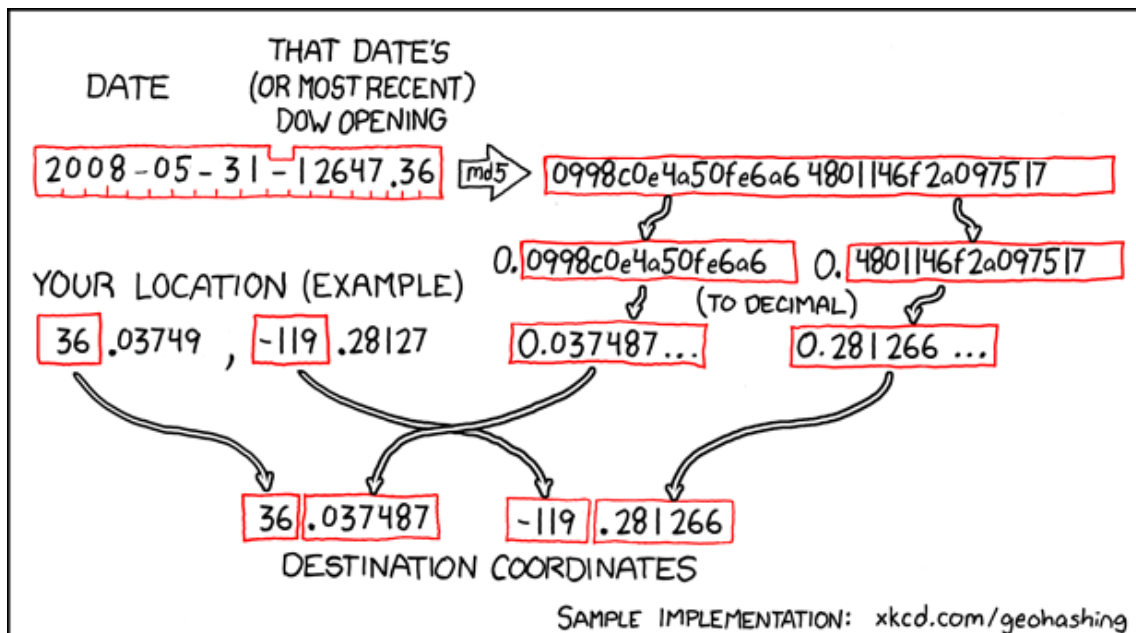 DATE
THAT DATE'S
(OR MOST RECENT)
DOW OPENING
2008-05-31-12647.36
md5
0998c0e4a50fe6a6 4801146f2a097517
0. 0998c0e4a50fe6a6
0. 4801146f2a097517
(TO DECIMAL)
YOUR LOCATION (EXAMPLE)
36 .03749 , -119 .28127
0.037487...
0.281266 ...
36 .037487
-119 .281266
DESTINATION COORDINATES
SAMPLE IMPLEMENTATION: xkcd.com/geohashing